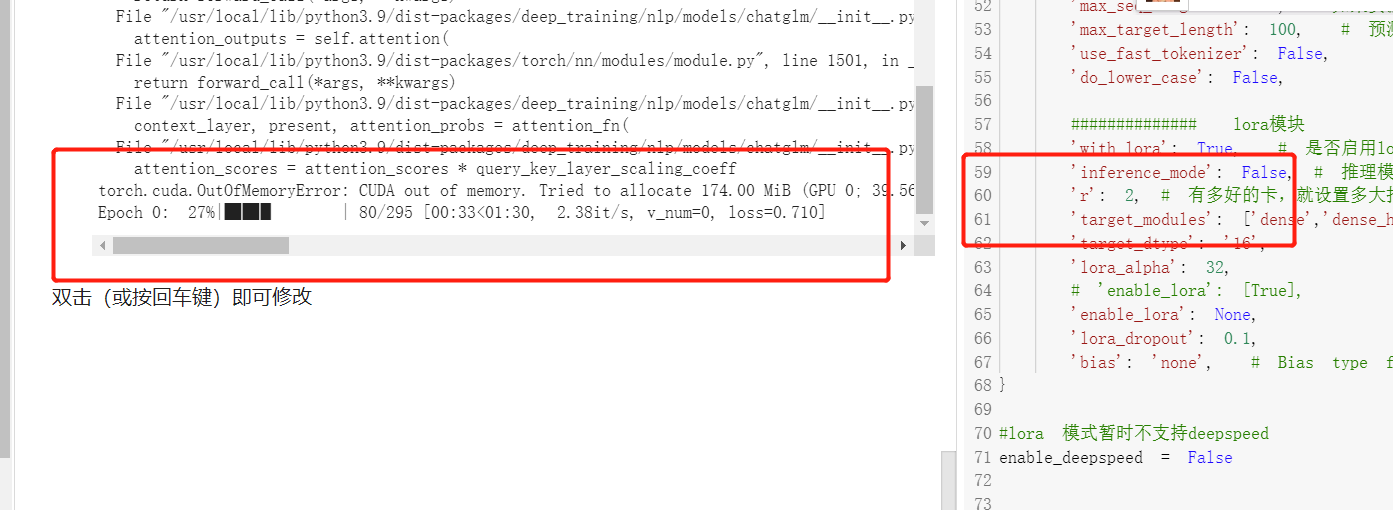 File "/usr/local/lib/python3.9/dist-packages/deep_training/nlp/models/chatglm/__init__.py
attention_outputs = self.attention(
File "/usr/local/lib/python3.9/dist-packages/torch/nn/modules/module.py", line 1501, in _
return forward_call(*args, **kwargs)
File "/usr/local/lib/python3.9/dist-packages/deep_training/nlp/models/chatglm/__init__.py
context_layer, present, attention_probs = attention_fn(
File "/usr/local/lib/python3.9/dist-packages/deep_training/nlp/models/chatglm/__init__.py
attention_scores = attention_scores * query_key_layer_scaling_coeff
torch.cuda.OutOfMemoryError: CUDA out of memory. Tried to allocate 174.00 MiB (GPU 0; 39.56
Epoch 0: 27%| | 80/295 [00:33<01:30, 2.38it/s, v_num=0, loss=0.710]
双击（或按回车键）即可修改
52
53 'max_target_length': 100, # 预测
54 'use_fast_tokenizer': False,
55 'do_lower_case': False,
56
57 ############## lora模块
58 'with_lora': True, # 是否启用lo
59 'inference_mode': False, # 推理模
60 'r': 2, # 有多好的卡，就设置多大
61 'target_modules': ['dense','dense_h
62 'target_dtype': '16',
63 'lora_alpha': 32,
64 # 'enable_lora': [True],
65 'enable_lora': None,
66 'lora_dropout': 0.1,
67 'bias': 'none', # Bias type f
68 }
69
70 #lora 模式暂时不支持deepspeed
71 enable_deepspeed = False
72
73